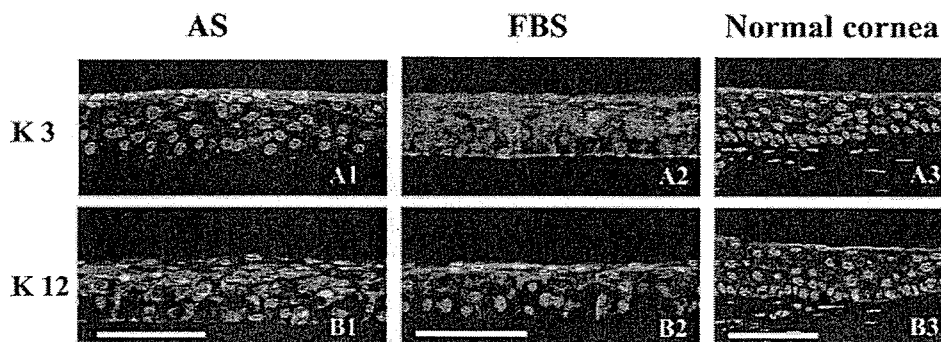 AS FBS Normal cornea
K 3 A1 A2 A3
K 12 B1 B2 B3